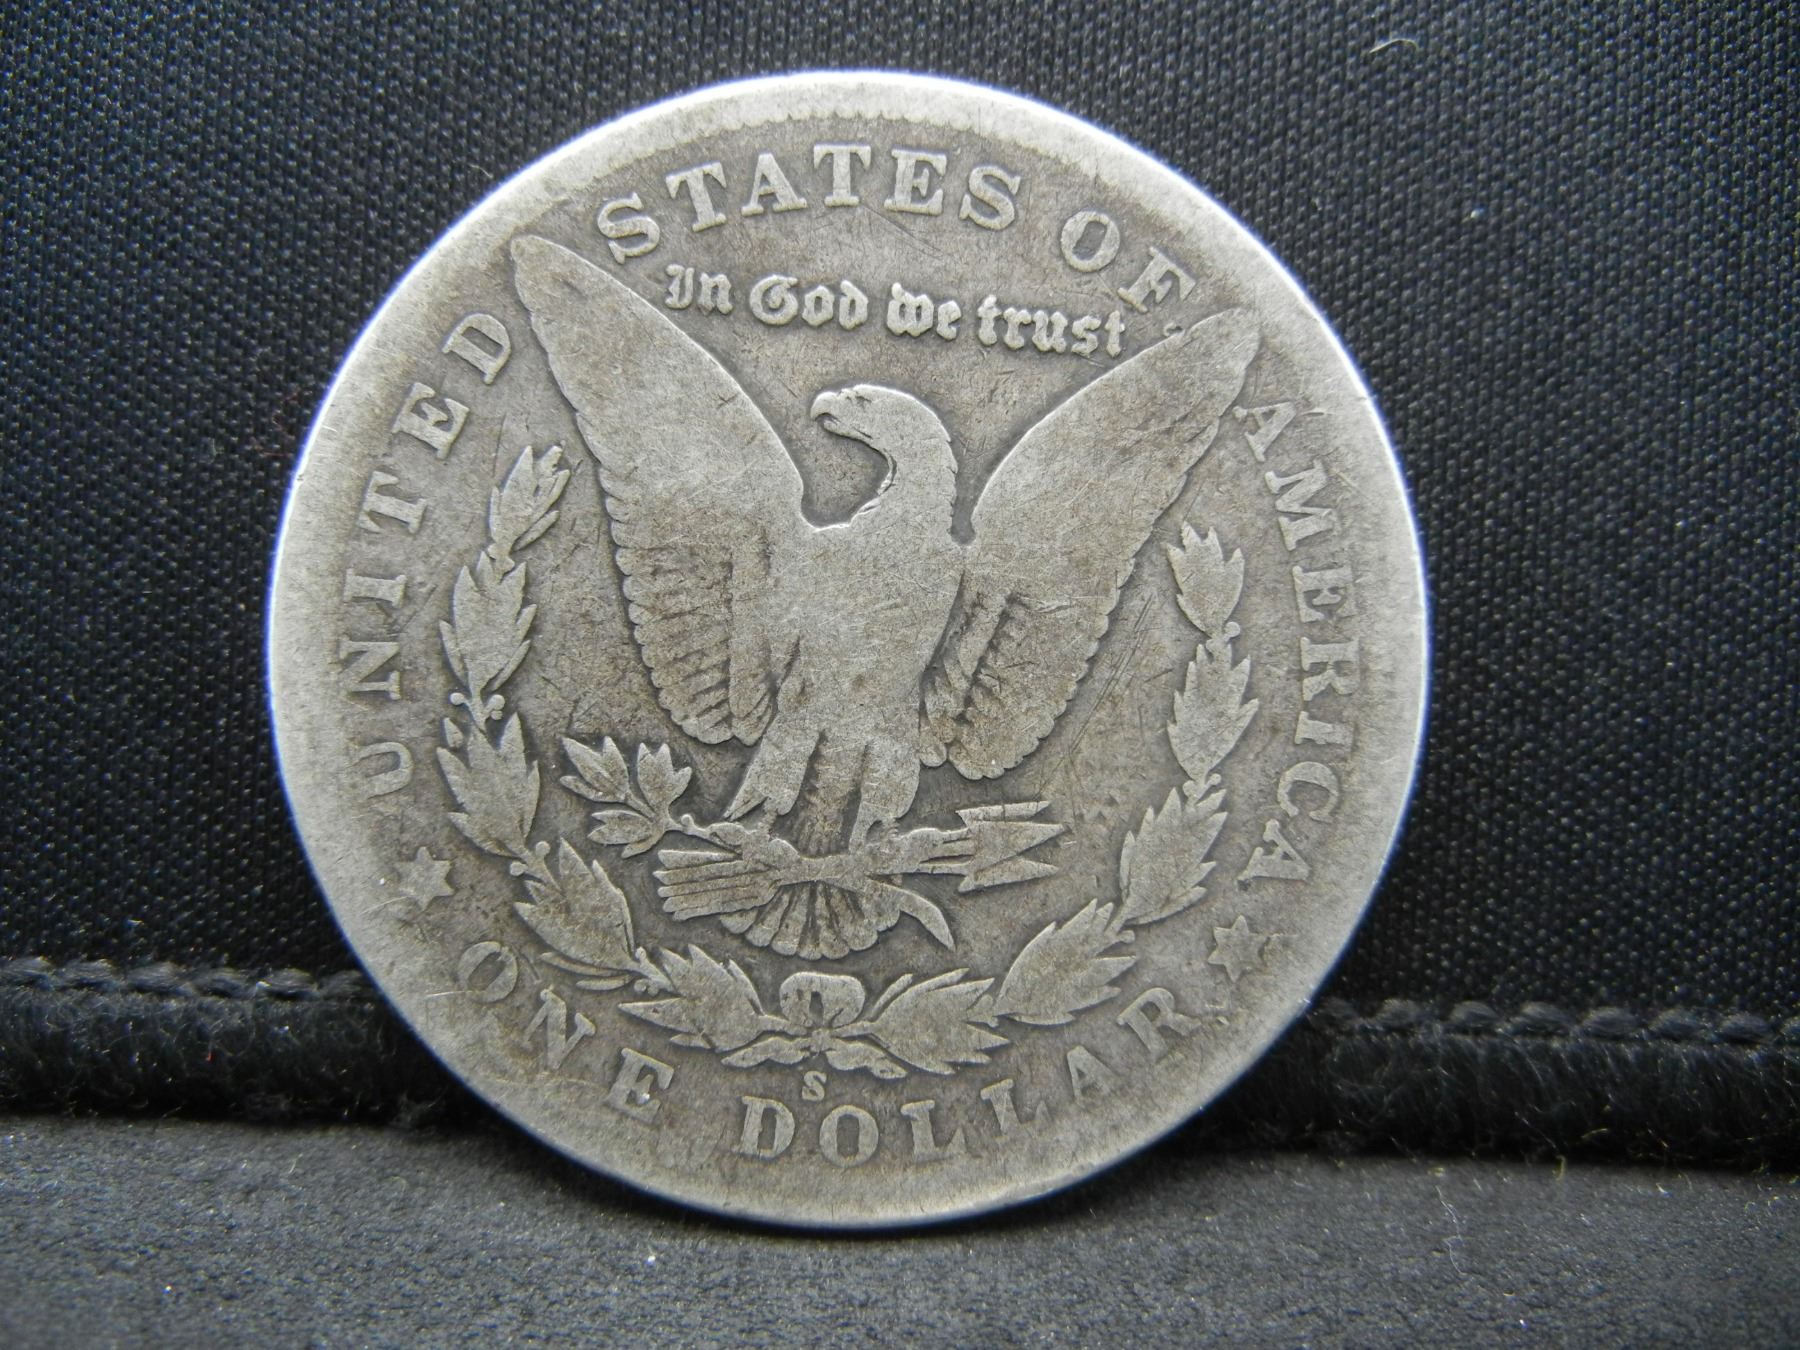 UNITED STATES OF AMERICA
In God we trust
S
ONE DOLLAR